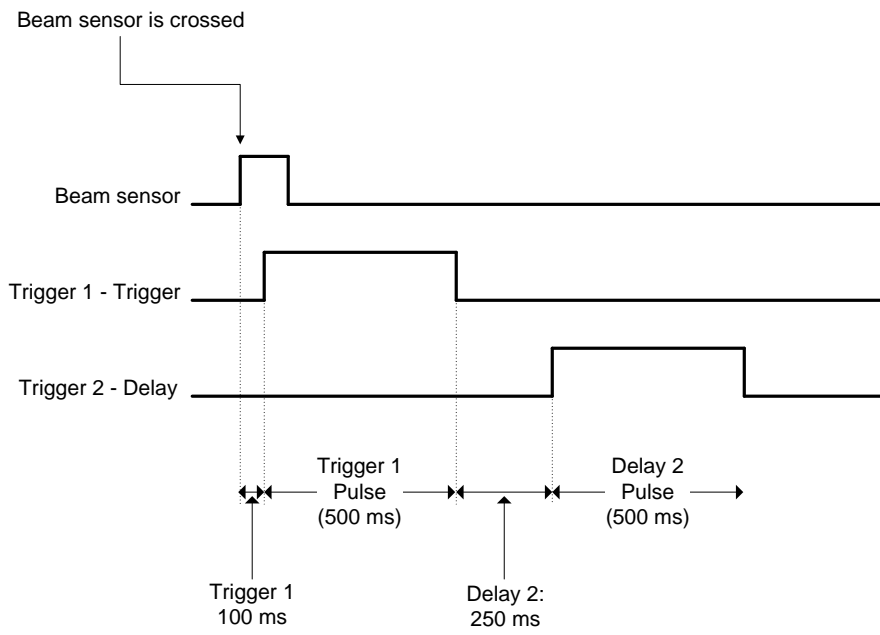 Beam sensor is crossed
Beam sensor
Trigger 1 - Trigger
Trigger 2 - Delay
Trigger 1
Pulse
(500 ms)
Delay 2
Pulse
(500 ms)
Trigger 1
100 ms
Delay 2:
250 ms